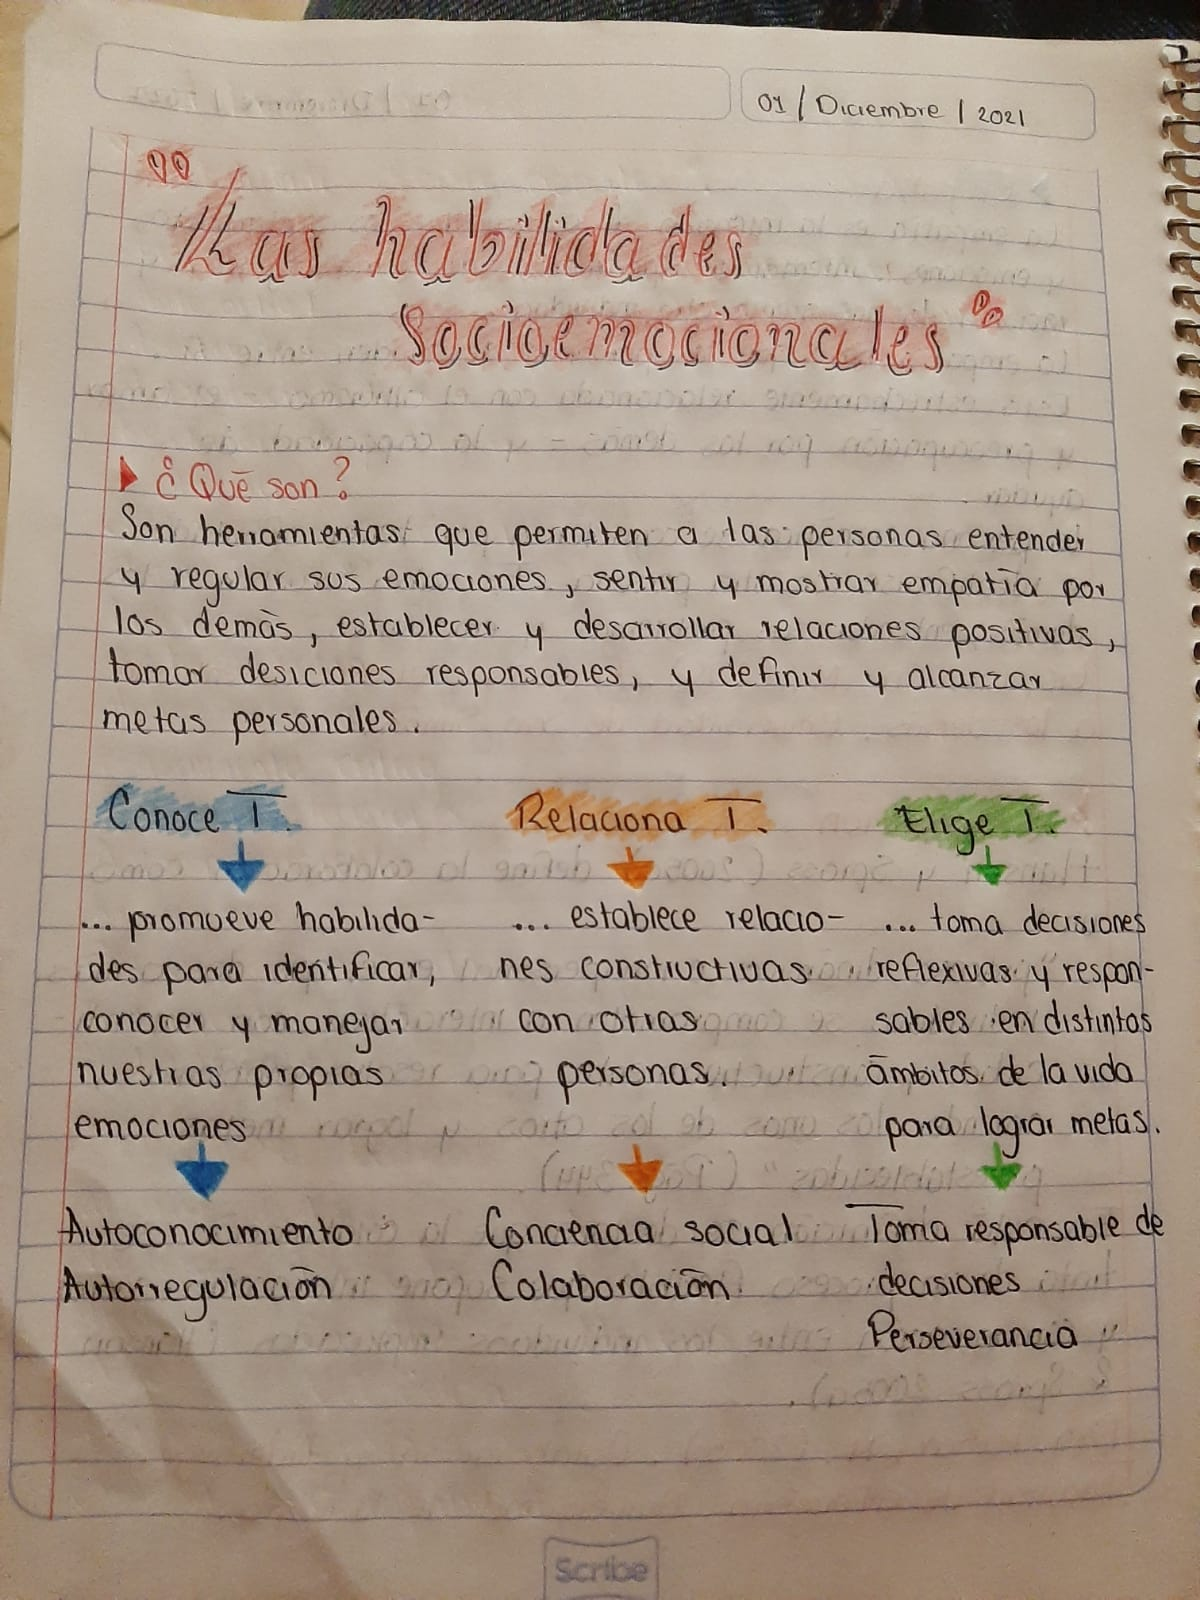 01 / Diciembre / 2021
"Las habilidades
Socioemocionales"
¿Qué son?
Son herramientas que permiten a las personas entender
y regular sus emociones, sentir y mostrar empatía por
los demás, establecer y desarrollar relaciones positivas,
tomar desiciones responsables, y definir y alcanzar
metas personales.
Conoce T.
... promueve habilida-
des para identificar,
conocer y manejar
nuestras propias
emociones
Autoconocimiento
Autorregulación
Relaciona T.
... establece relacio-
nes constructivas
con otras
personas.
Conciencia social
Colaboración
Elige T.
... toma decisiones
reflexivas y respon-
sables en distintos
ámbitos de la vida
para lograr metas.
Toma responsable de
decisiones
Perseverancia
Scribe